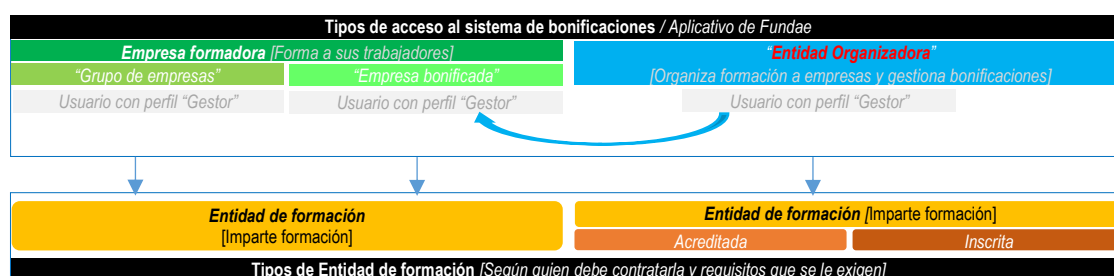 Tipos de acceso al sistema de bonificaciones / Aplicativo de Fundae
Empresa formadora [Forma a sus trabajadores]
“Grupo de empresas”
“Empresa bonificada”
“Entidad Organizadora”
[Organiza formación a empresas y gestiona bonificaciones]
Usuario con perfil “Gestor”
Usuario con perfil “Gestor”
Usuario con perfil “Gestor”
Entidad de formación
[Imparte formación]
Entidad de formación [Imparte formación]
Acreditada
Inscrita
Tipos de Entidad de formación [Según quien debe contratarla y requisitos que se le exigen]